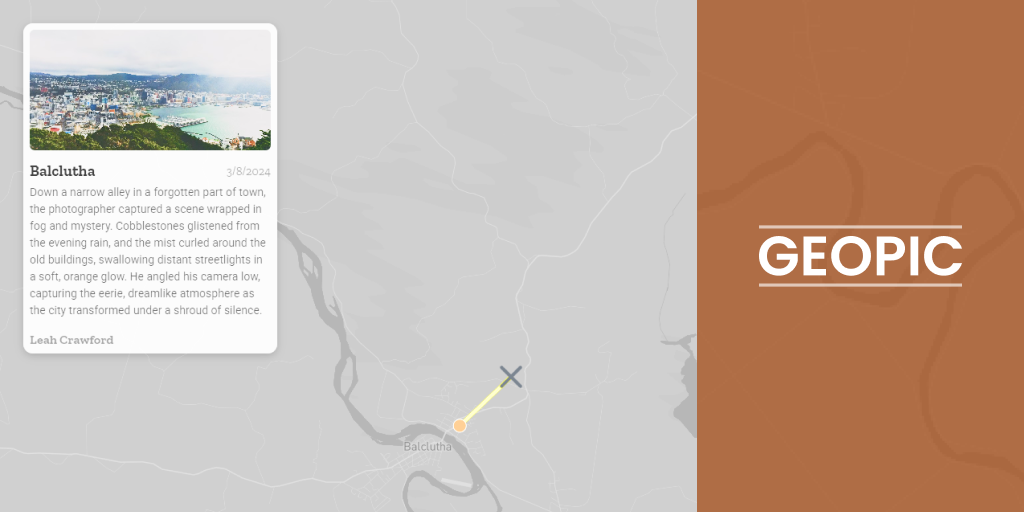 Balclutha
3/8/2024
Down a narrow alley in a forgotten part of town,
the photographer captured a scene wrapped in
fog and mystery. Cobblestones glistened from
the evening rain, and the mist curled around the
old buildings, swallowing distant streetlights in
a soft, orange glow. He angled his camera low,
capturing the eerie, dreamlike atmosphere as
the city transformed under a shroud of silence.
Leah Crawford
Balclutha
GEOPIC